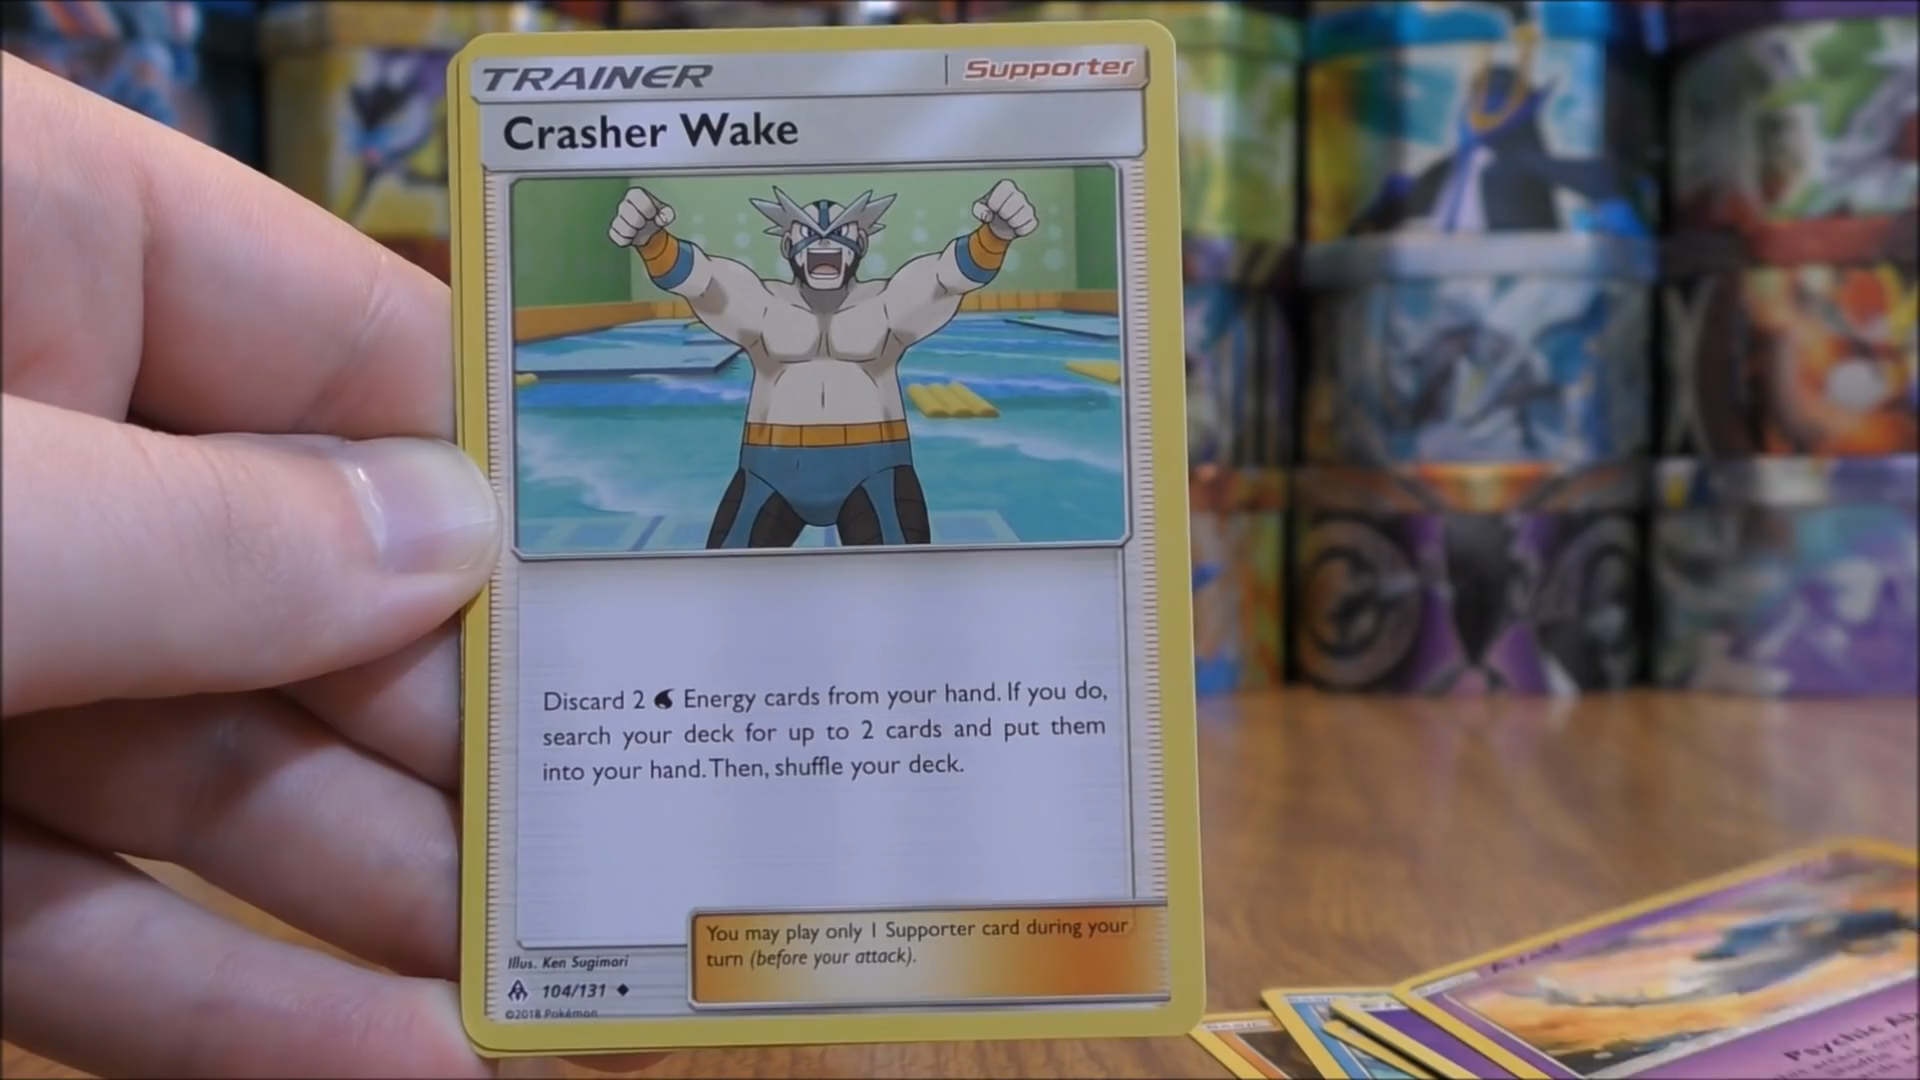 TRAINER
Supporter
Crasher Wake
Discard 2 Energy cards from your hand. If you do,
search your deck for up to 2 cards and put them
into your hand. Then, shuffle your deck.
You may play only 1 Supporter card during your
turn (before your attack).
Illus. Ken Sugimori
104/131
©2018 Pokémon
Psychic